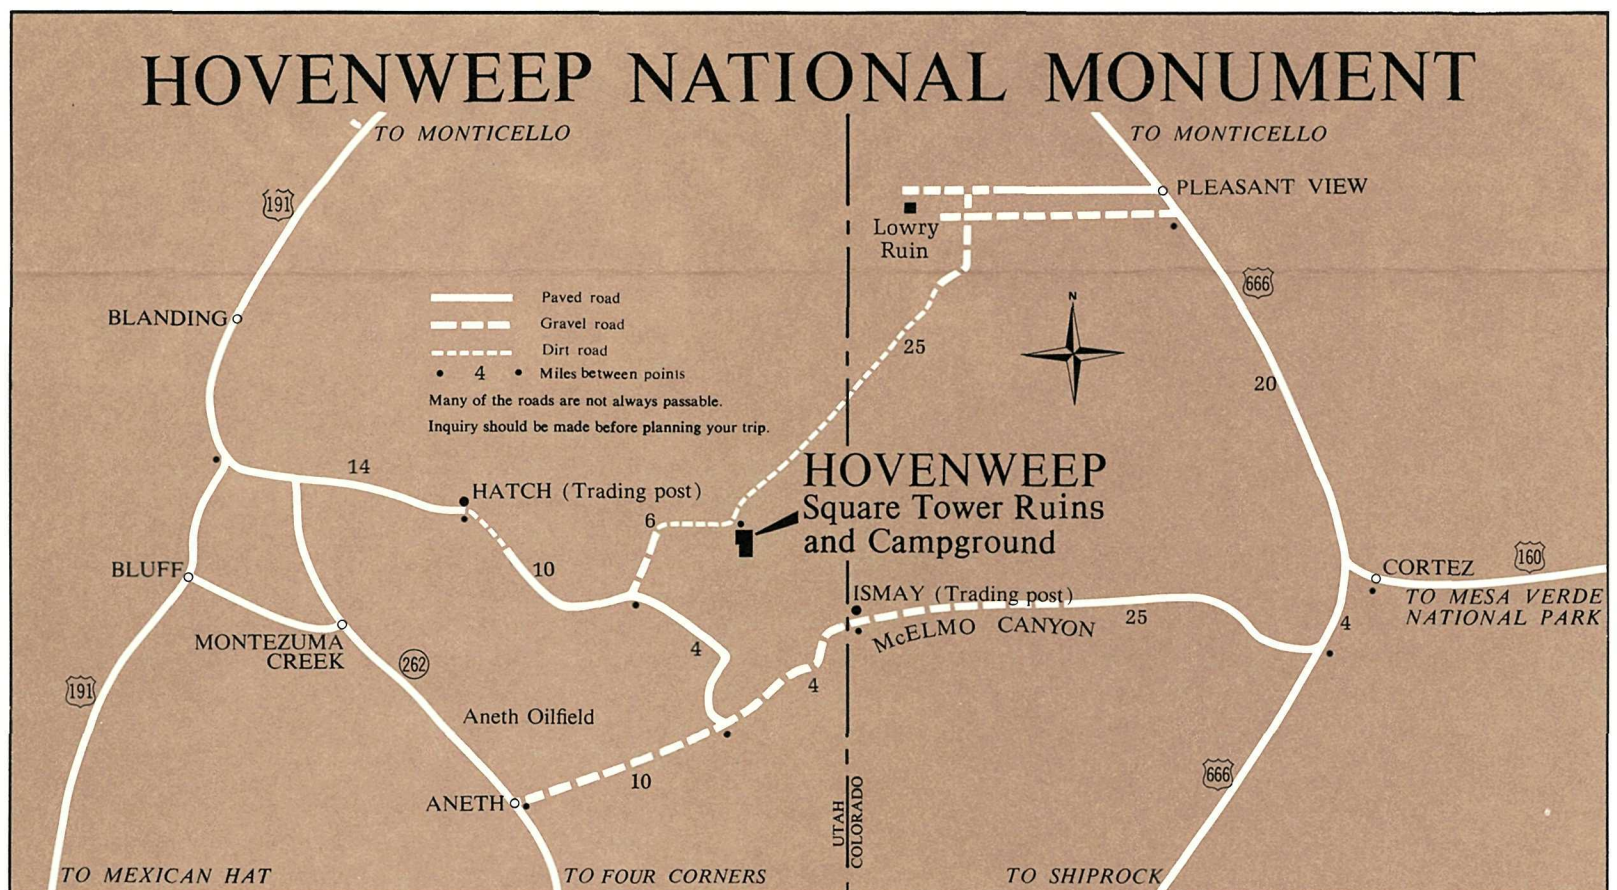 HOVENWEEP NATIONAL MONUMENT
TO MONTICELLO
TO MONTICELLO
191
PLEASANT VIEW
Lowry
Ruin
666
BLANDING
Paved road
Gravel road
Dirt road
4 Miles between points
Many of the roads are not always passable.
Inquiry should be made before planning your trip.
N
25
20
14
HATCH (Trading post)
6
HOVENWEEP
Square Tower Ruins
and Campground
BLUFF
10
ISMAY (Trading post)
McELMO CANYON
25
CORTEZ
160
TO MESA VERDE
NATIONAL PARK
4
MONTEZUMA
CREEK
262
4
4
191
Aneth Oilfield
10
666
ANETH
UTAH
COLORADO
TO MEXICAN HAT
TO FOUR CORNERS
TO SHIPROCK